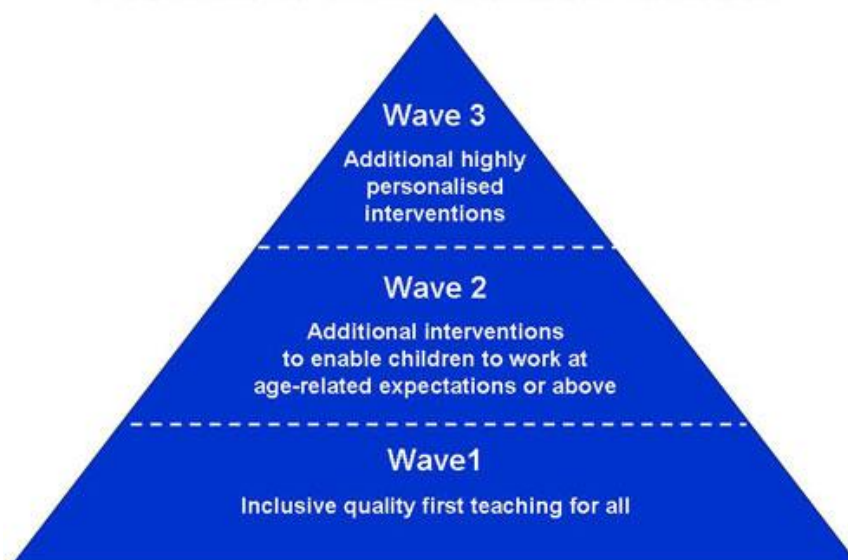 Wave 3
Additional highly
personalised
interventions
Wave 2
Additional interventions
to enable children to work at
age-related expectations or above
Wave1
Inclusive quality first teaching for all